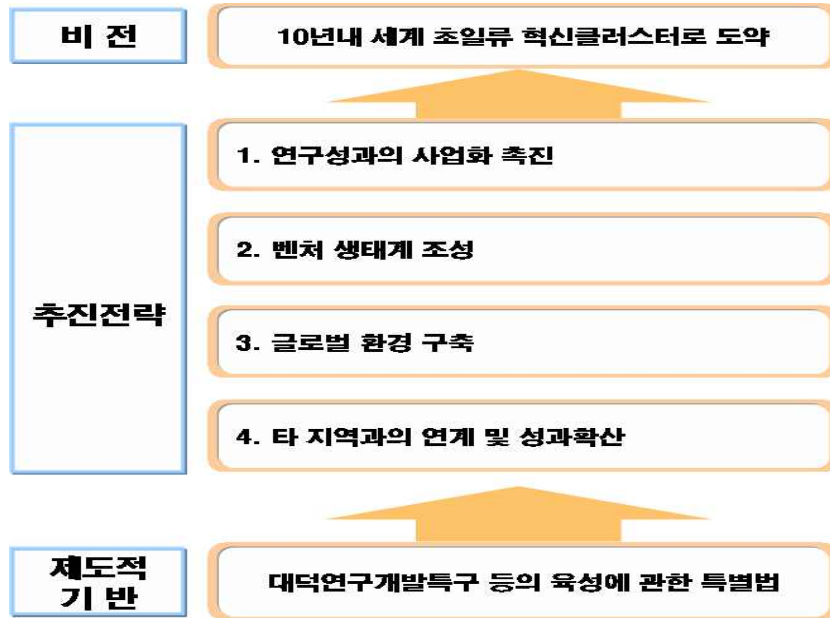 비 전
10년내 세계 초일류 혁신클러스터로 도약
추진전략
1. 연구성과의 사업화 촉진
2. 벤처 생태계 조성
3. 글로벌 환경 구축
4. 타 지역과의 연계 및 성과확산
제도적
기 반
대덕연구개발특구 등의 육성에 관한 특별법